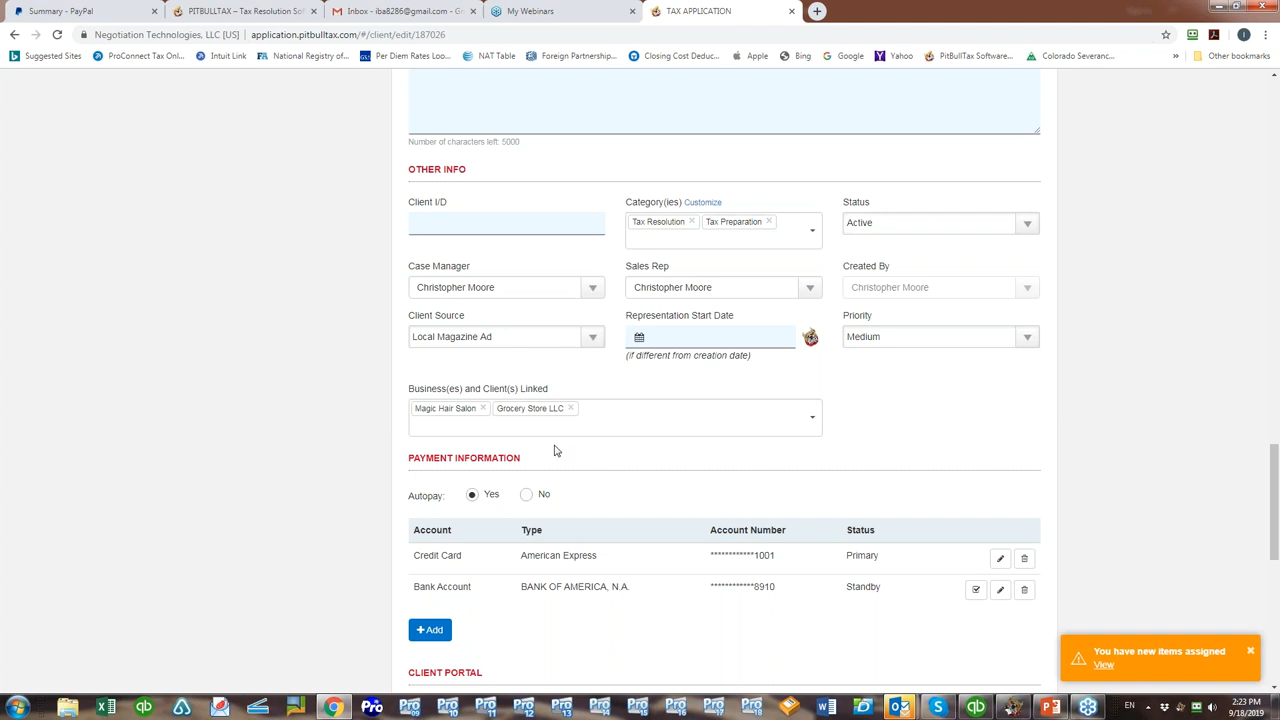 Summary - PayPal
PITBULLTAX – Tax Resolution Sof
Inbox - iba8286@gmail.com - G
My Webinars
TAX APPLICATION
Negotiation Technologies, LLC [US] | application.pitbulltax.com/#/client/edit/187026
Suggested Sites
ProConnect Tax Onl...
Intuit Link
National Registry of...
Per Diem Rates Loo...
NAT Table
Foreign Partnership...
Closing Cost Deduc...
Apple
Bing
Google
Yahoo
PitBullTax Software...
Colorado Severanc...
Other bookmarks
Number of characters left: 5000
OTHER INFO
Client I/D
Category(ies) Customize
Status
Tax Resolution × Tax Preparation ×
Active
Case Manager
Sales Rep
Created By
Christopher Moore
Christopher Moore
Christopher Moore
Client Source
Representation Start Date
Priority
Local Magazine Ad
Medium
(if different from creation date)
Business(es) and Client(s) Linked
Magic Hair Salon × Grocery Store LLC ×
PAYMENT INFORMATION
Autopay: Yes No
Account Type Account Number Status
Credit Card American Express ************1001 Primary
Bank Account BANK OF AMERICA, N.A. ************8910 Standby
+ Add
You have new items assigned
View
CLIENT PORTAL
EN
2:23 PM
9/18/2019